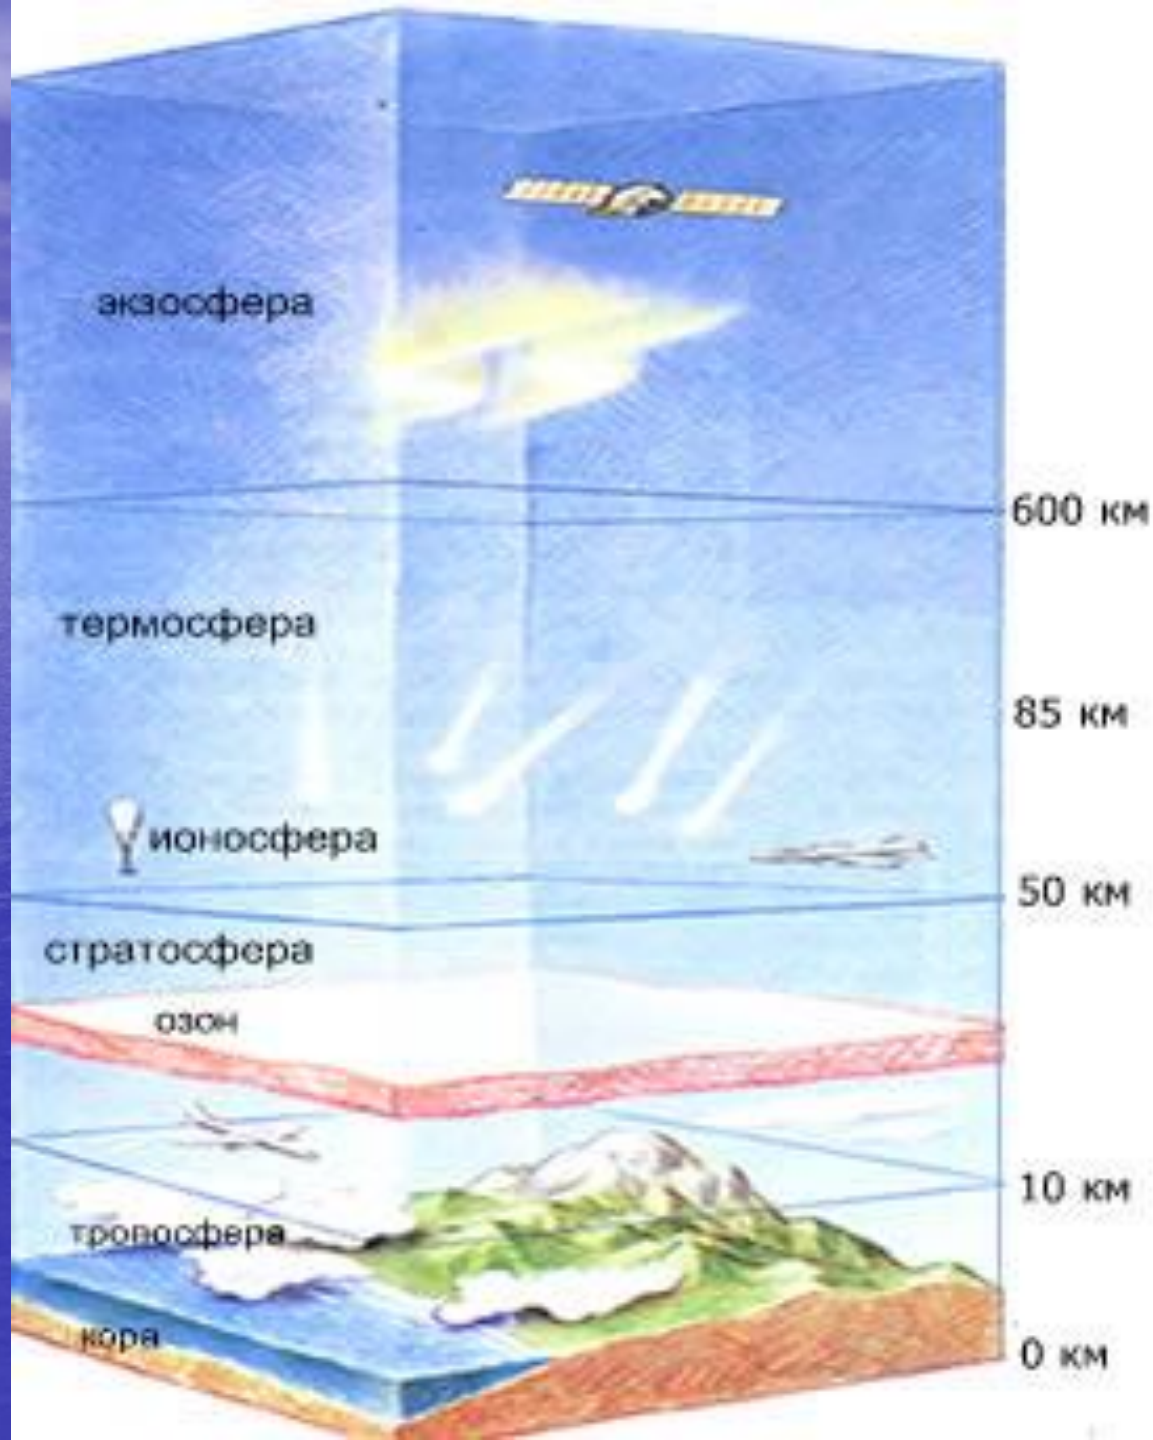 экзосфера
600 км
термосфера
85 км
ионосфера
50 км
стратосфера
озон
10 км
тропосфера
кора
0 км